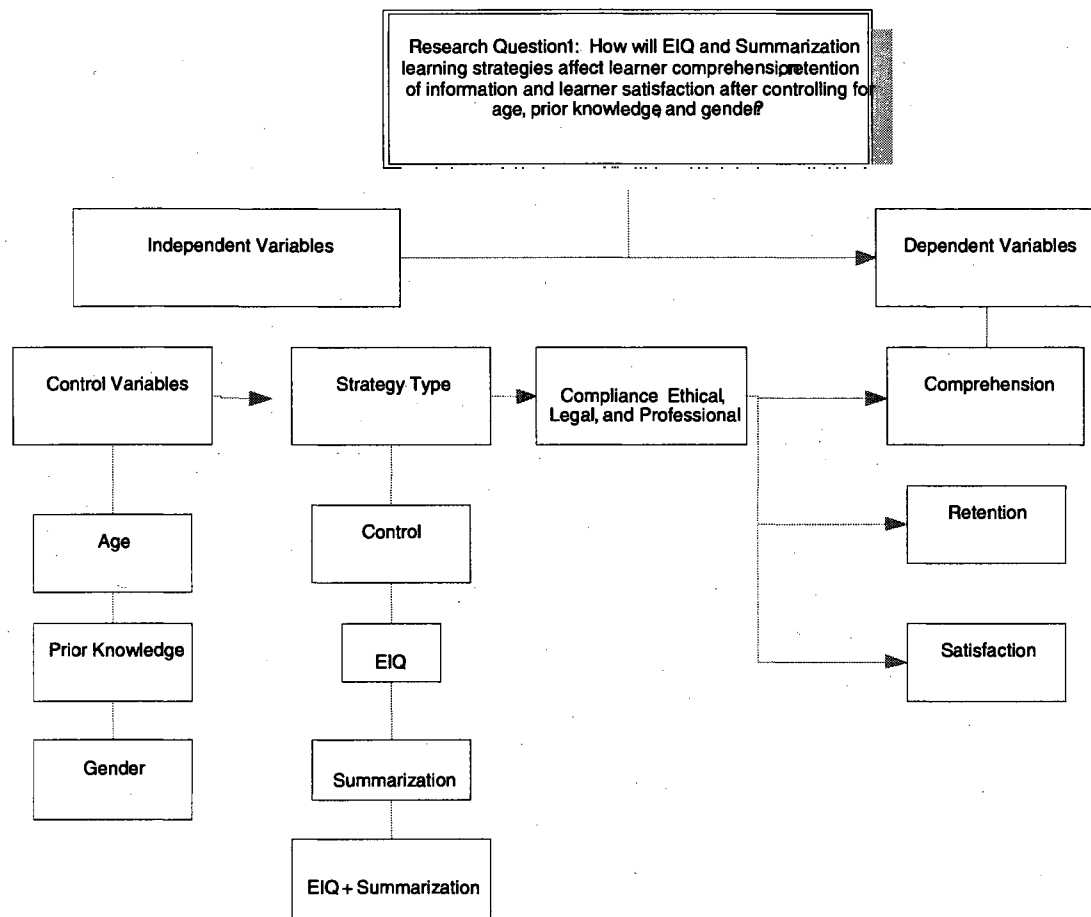 Research Question1: How will EIQ and Summarization
learning strategies affect learner comprehension,retention
of information and learner satisfaction after controlling for
age, prior knowledge, and gender?
Independent Variables
Dependent Variables
Control Variables
Strategy Type
Compliance Ethical,
Legal, and Professional
Comprehension
Age
Control
Retention
Prior Knowledge
EIQ
Satisfaction
Gender
Summarization
EIQ + Summarization